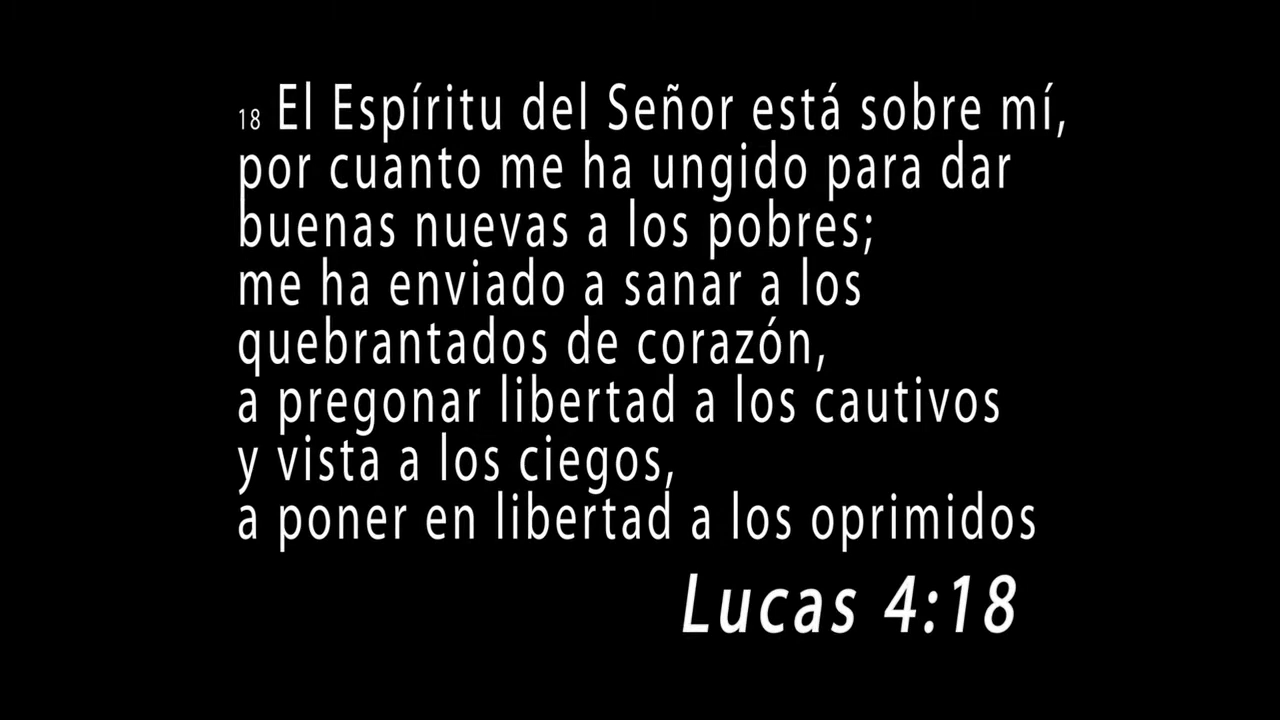 18 El Espíritu del Señor está sobre mí,
por cuanto me ha ungido para dar
buenas nuevas a los pobres;
me ha enviado a sanar a los
quebrantados de corazón,
a pregonar libertad a los cautivos
y vista a los ciegos,
a poner en libertad a los oprimidos
Lucas 4:18